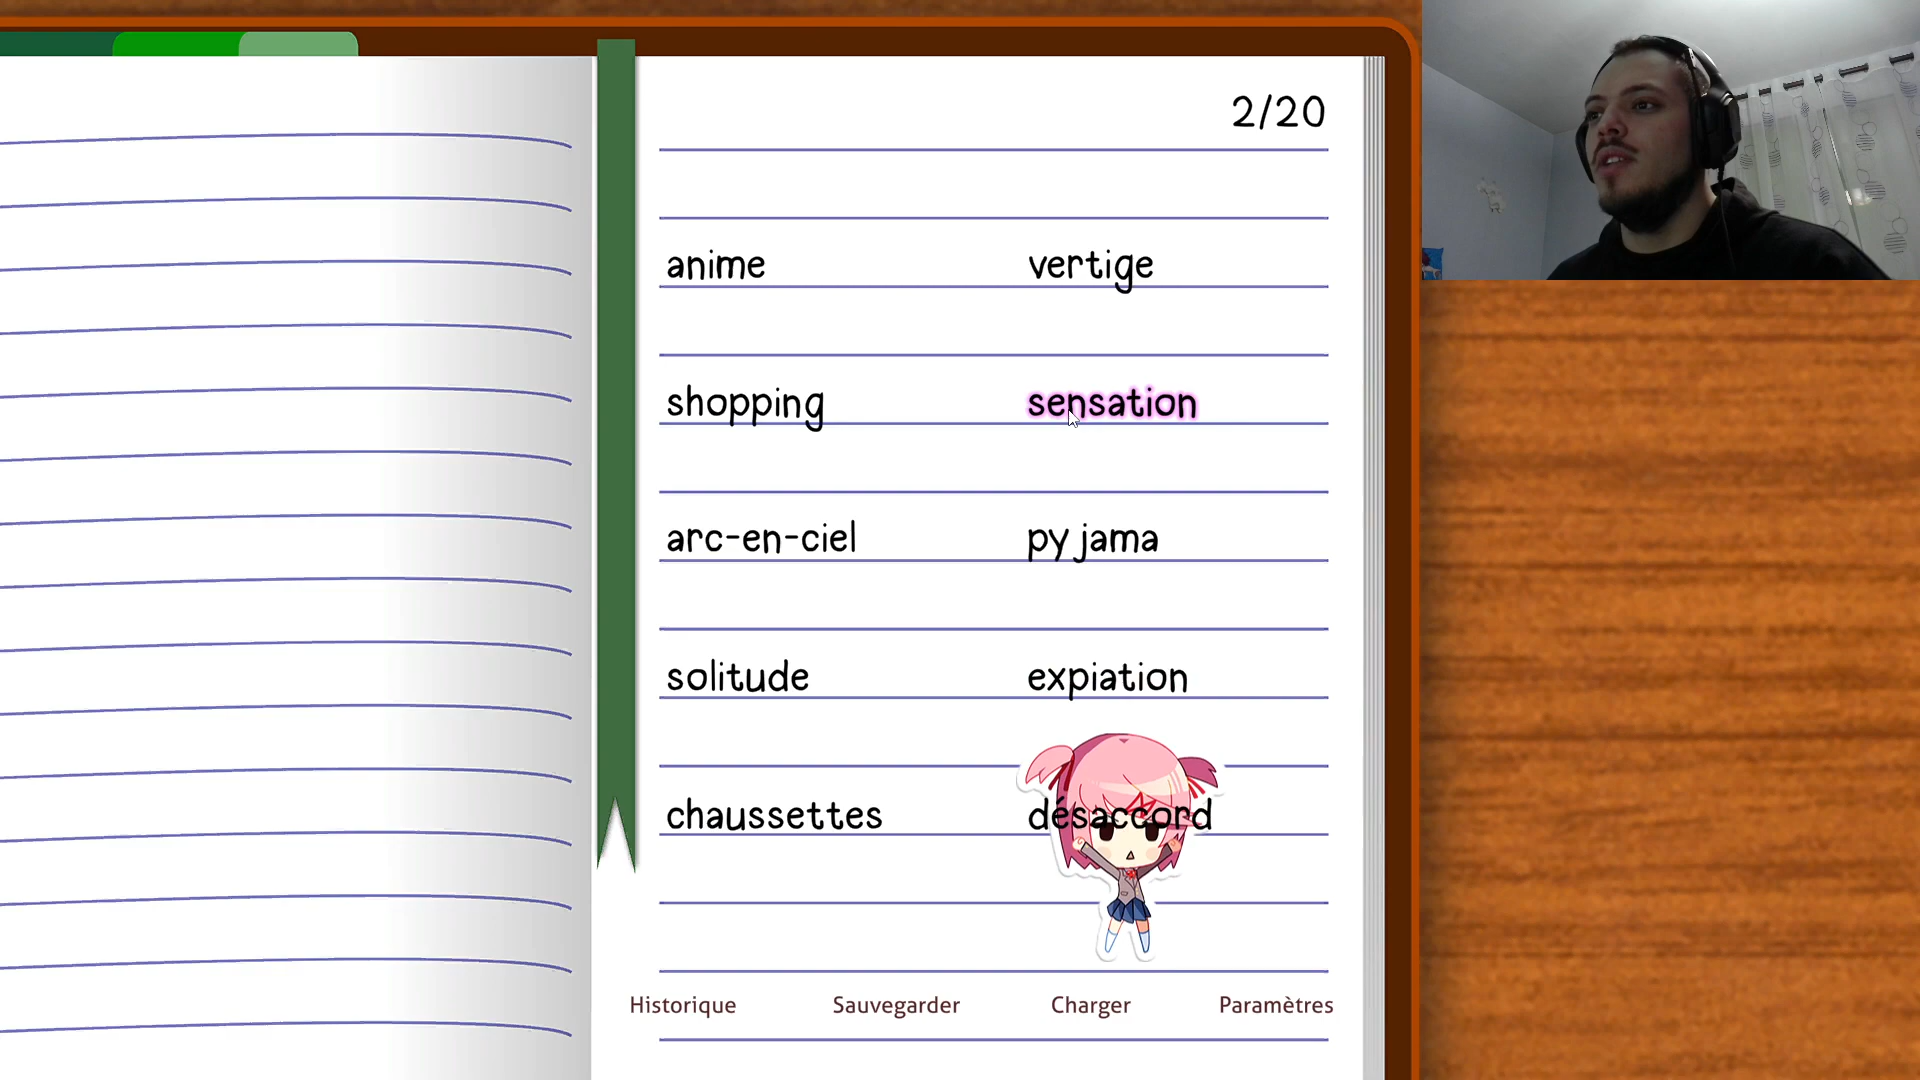 2/20
anime vertige
shopping sensation
arc-en-ciel pyjama
solitude expiation
chaussettes désaccord
Historique Sauvegarder Charger Paramètres